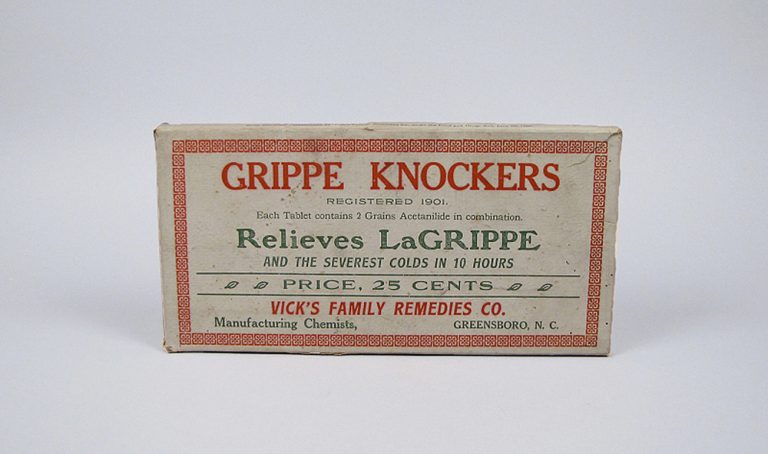 GRIPPE KNOCKERS
REGISTERED 1901.
Each Tablet contains 2 Grains Acetanilide in combination.
Relieves LaGRIPPE
AND THE SEVEREST COLDS IN 10 HOURS
PRICE, 25 CENTS
VICK'S FAMILY REMEDIES CO.
Manufacturing Chemists, GREENSBORO, N. C.